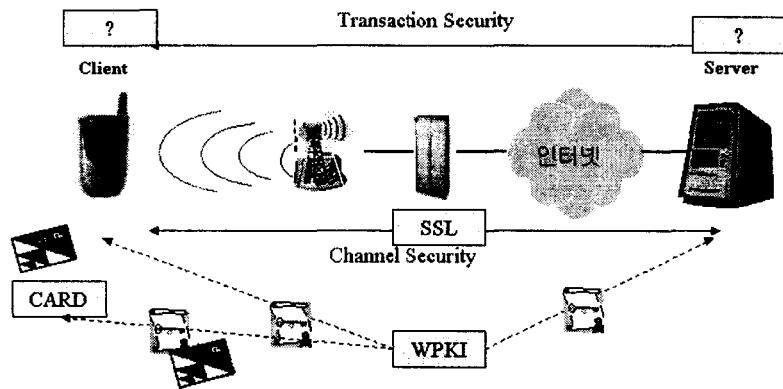 Transaction Security
?
?
Client
Server
인터넷
SSL
Channel Security
CARD
WPKI